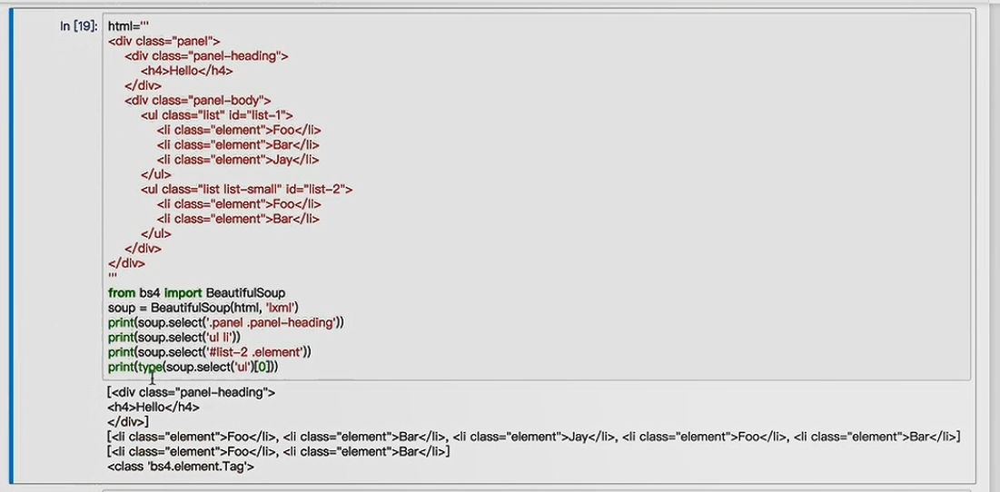 In [19]: html='''
<div class="panel">
    <div class="panel-heading">
        <h4>Hello</h4>
    </div>
    <div class="panel-body">
        <ul class="list" id="list-1">
            <li class="element">Foo</li>
            <li class="element">Bar</li>
            <li class="element">Jay</li>
        </ul>
        <ul class="list list-small" id="list-2">
            <li class="element">Foo</li>
            <li class="element">Bar</li>
        </ul>
    </div>
</div>
'''
from bs4 import BeautifulSoup
soup = BeautifulSoup(html, 'lxml')
print(soup.select('.panel .panel-heading'))
print(soup.select('ul li'))
print(soup.select('#list-2 .element'))
print(type(soup.select('ul')[0]))
[<div class="panel-heading">
<h4>Hello</h4>
</div>]
[<li class="element">Foo</li>, <li class="element">Bar</li>, <li class="element">Jay</li>, <li class="element">Foo</li>, <li class="element">Bar</li>]
[<li class="element">Foo</li>, <li class="element">Bar</li>]
<class 'bs4.element.Tag'>